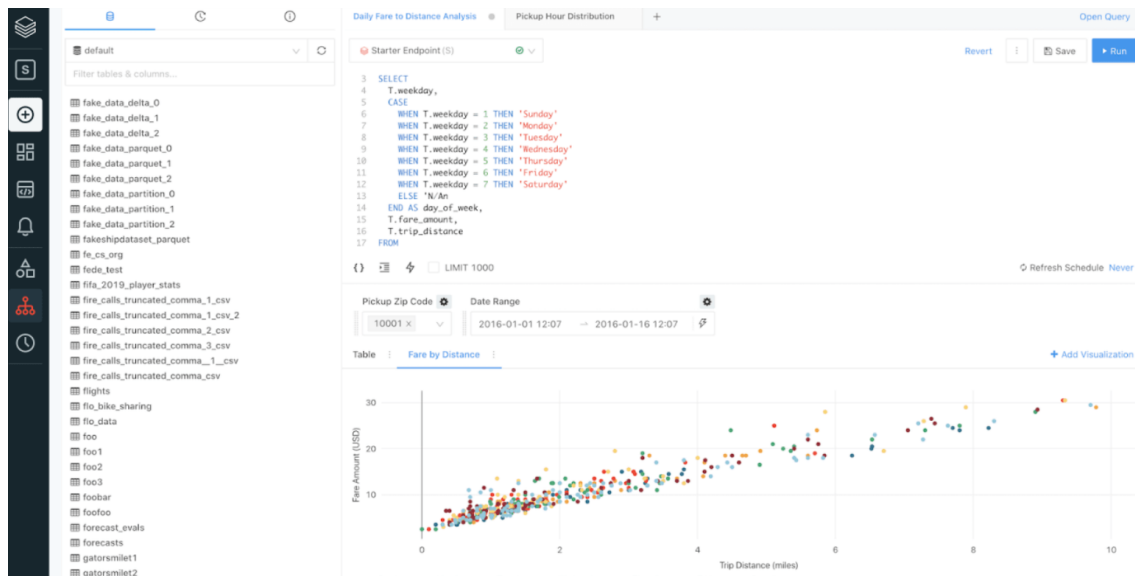 S
default
Filter tables & columns...
fake_data_delta_0
fake_data_delta_1
fake_data_delta_2
fake_data_parquet_0
fake_data_parquet_1
fake_data_parquet_2
fake_data_partition_0
fake_data_partition_1
fake_data_partition_2
fakeshipdataset_parquet
fe_cs_org
fede_test
fifa_2019_player_stats
fire_calls_truncated_comma_1_csv
fire_calls_truncated_comma_1_csv_2
fire_calls_truncated_comma_2_csv
fire_calls_truncated_comma_3_csv
fire_calls_truncated_comma__1__csv
fire_calls_truncated_comma_csv
flights
flo_bike_sharing
flo_data
foo
foo1
foo2
foo3
foobar
foofoo
forecast_evals
forecasts
gatorsmilet1
gatorsmilet2
Daily Fare to Distance Analysis Pickup Hour Distribution + Open Query
Starter Endpoint (S) Revert Save Run
3 SELECT
4 T.weekday,
5 CASE
6 WHEN T.weekday = 1 THEN 'Sunday'
7 WHEN T.weekday = 2 THEN 'Monday'
8 WHEN T.weekday = 3 THEN 'Tuesday'
9 WHEN T.weekday = 4 THEN 'Wednesday'
10 WHEN T.weekday = 5 THEN 'Thursday'
11 WHEN T.weekday = 6 THEN 'Friday'
12 WHEN T.weekday = 7 THEN 'Saturday'
13 ELSE 'N/An
14 END AS day_of_week,
15 T.fare_amount,
16 T.trip_distance
17 FROM
{} LIMIT 1000 Refresh Schedule Never
Pickup Zip Code Date Range
10001 × 2016-01-01 12:07 → 2016-01-16 12:07
Table Fare by Distance + Add Visualization
30
20
10
Fare Amount (USD)
0 2 4 6 8 10
Trip Distance (miles)